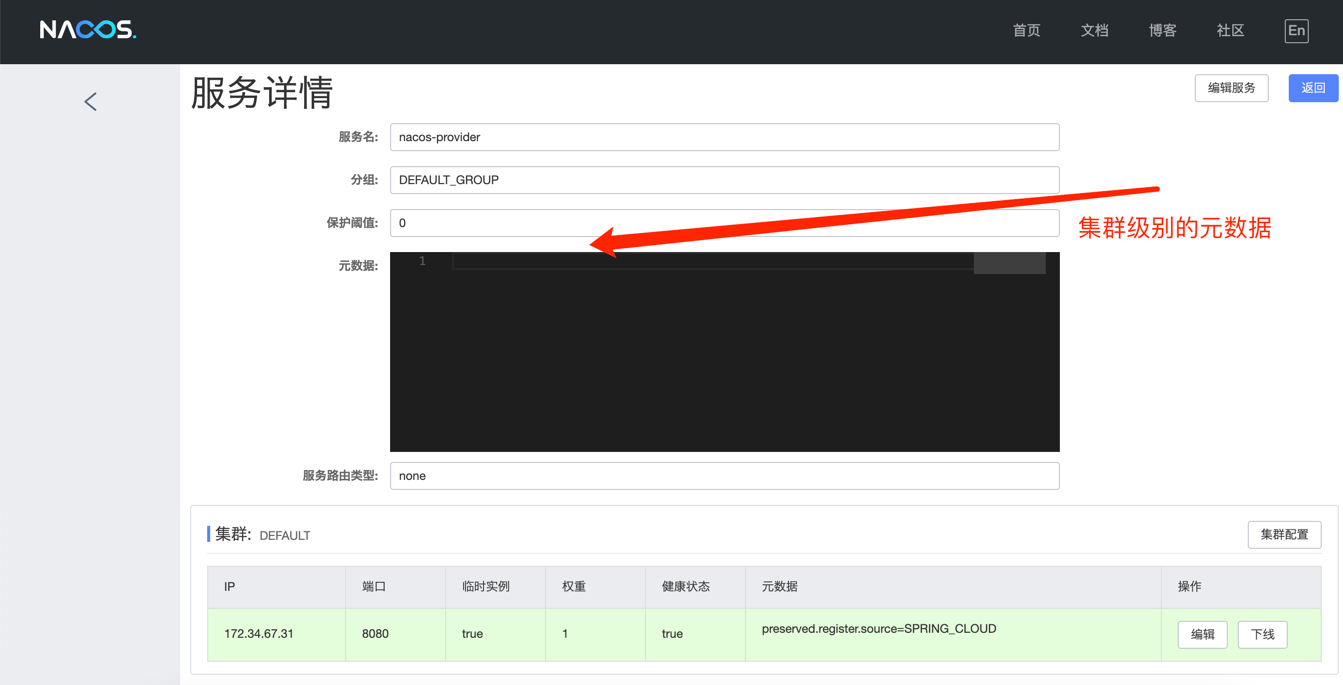 NACOS. 首页 文档 博客 社区 En
服务详情 编辑服务 返回
服务名: nacos-provider
分组: DEFAULT_GROUP
保护阈值: 0
集群级别的元数据
元数据: 1
服务路由类型: none
集群: DEFAULT 集群配置
IP 端口 临时实例 权重 健康状态 元数据 操作
172.34.67.31 8080 true 1 true preserved.register.source=SPRING_CLOUD 编辑 下线